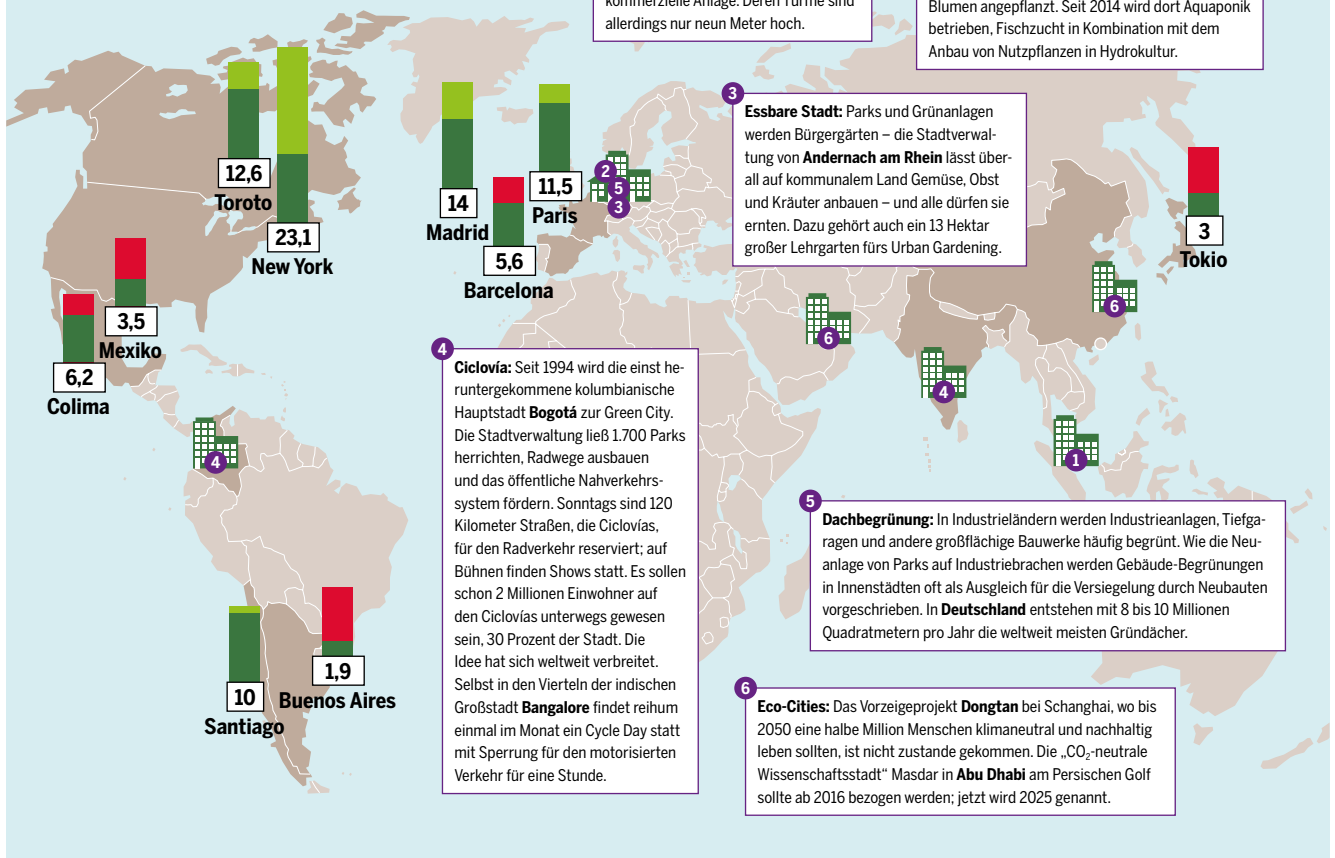 kommerzielle Anlage. Deren Türme sind
allerdings nur neun Meter hoch.
Blumen angepflanzt. Seit 2014 wird dort Aquaponik
betrieben, Fischzucht in Kombination mit dem
Anbau von Nutzpflanzen in Hydrokultur.
12,6
Toroto
23,1
New York
14
Madrid
5,6
Barcelona
11,5
Paris
2
5
3
3
Essbare Stadt: Parks und Grünanlagen
werden Bürgergärten – die Stadtverwal-
tung von Andernach am Rhein lässt über-
all auf kommunalem Land Gemüse, Obst
und Kräuter anbauen – und alle dürfen sie
ernten. Dazu gehört auch ein 13 Hektar
großer Lehrgarten fürs Urban Gardening.
3
Tokio
3,5
Mexiko
6,2
Colima
6
6
4
1
4
4
Ciclovía: Seit 1994 wird die einst he-
runtergekommene kolumbianische
Hauptstadt Bogotá zur Green City.
Die Stadtverwaltung ließ 1.700 Parks
herrichten, Radwege ausbauen
und das öffentliche Nahverkehrs-
system fördern. Sonntags sind 120
Kilometer Straßen, die Ciclovías,
für den Radverkehr reserviert; auf
Bühnen finden Shows statt. Es sollen
schon 2 Millionen Einwohner auf
den Ciclovías unterwegs gewesen
sein, 30 Prozent der Stadt. Die
Idee hat sich weltweit verbreitet.
Selbst in den Vierteln der indischen
Großstadt Bangalore findet reihum
einmal im Monat ein Cycle Day statt
mit Sperrung für den motorisierten
Verkehr für eine Stunde.
5
Dachbegrünung: In Industrieländern werden Industrieanlagen, Tiefga-
ragen und andere großflächige Bauwerke häufig begrünt. Wie die Neu-
anlage von Parks auf Industriebrachen werden Gebäude-Begrünungen
in Innenstädten oft als Ausgleich für die Versiegelung durch Neubauten
vorgeschrieben. In Deutschland entstehen mit 8 bis 10 Millionen
Quadratmetern pro Jahr die weltweit meisten Gründächer.
10
Santiago
1,9
Buenos Aires
6
Eco-Cities: Das Vorzeigeprojekt Dongtan bei Schanghai, wo bis
2050 eine halbe Million Menschen klimaneutral und nachhaltig
leben sollten, ist nicht zustande gekommen. Die „CO₂-neutrale
Wissenschaftsstadt“ Masdar in Abu Dhabi am Persischen Golf
sollte ab 2016 bezogen werden; jetzt wird 2025 genannt.